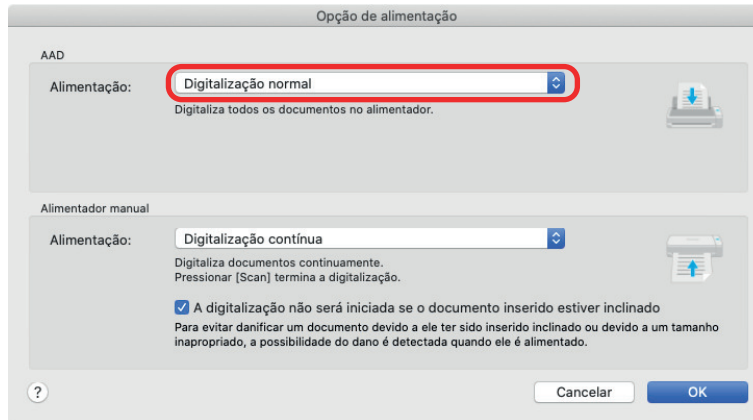 Opção de alimentação
AAD
Alimentação:
Digitalização normal
Digitaliza todos os documentos no alimentador.
Alimentador manual
Alimentação:
Digitalização contínua
Digitaliza documentos continuamente.
Pressionar [Scan] termina a digitalização.
A digitalização não será iniciada se o documento inserido estiver inclinado
Para evitar danificar um documento devido a ele ter sido inserido inclinado ou devido a um tamanho
inapropriado, a possibilidade do dano é detectada quando ele é alimentado.
?
Cancelar
OK